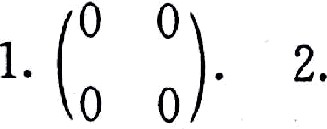 1. \begin{pmatrix} 0 & 0 \\ 0 & 0 \end{pmatrix}. 2.